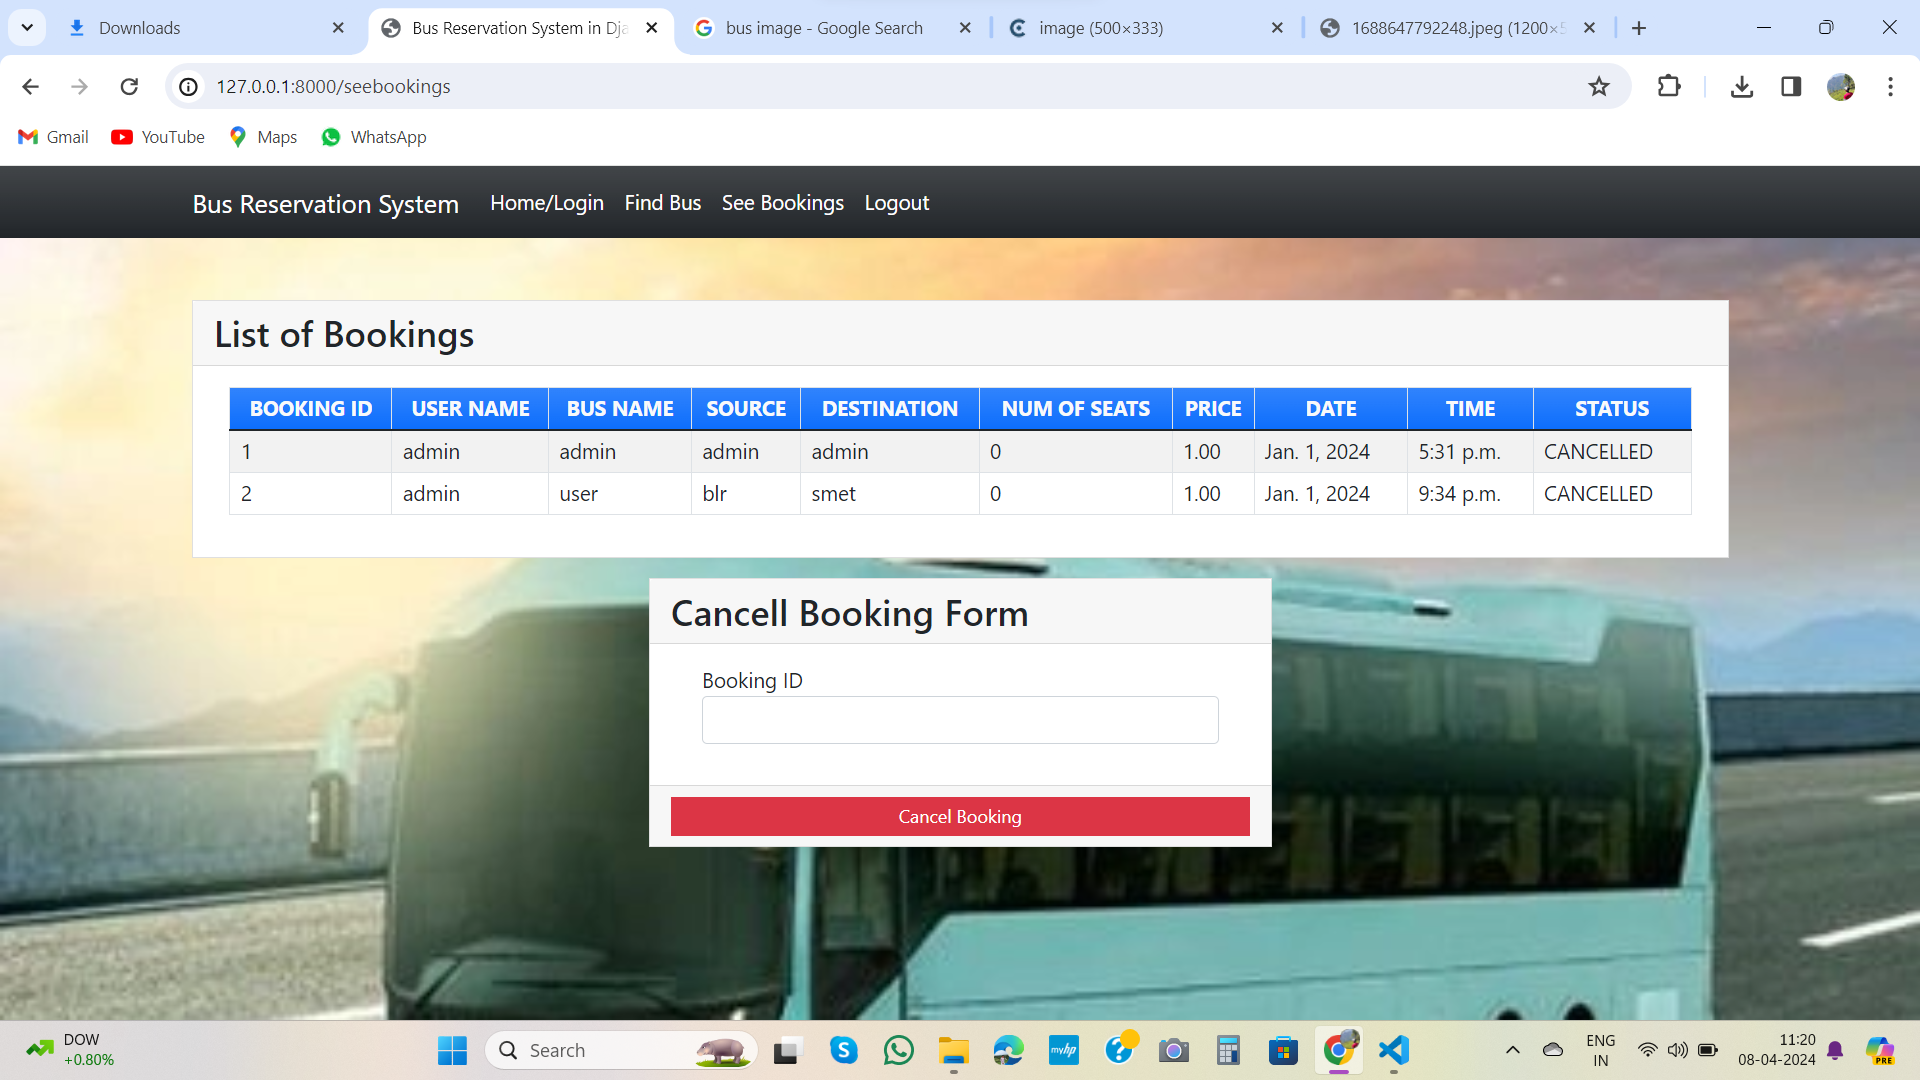 Downloads
Bus Reservation System in Dja
bus image - Google Search
image (500×333)
1688647792248.jpeg (1200×5
127.0.0.1:8000/seebookings
Gmail
YouTube
Maps
WhatsApp
Bus Reservation System
Home/Login
Find Bus
See Bookings
Logout
List of Bookings
BOOKING ID USER NAME BUS NAME SOURCE DESTINATION NUM OF SEATS PRICE DATE TIME STATUS
1 admin admin admin admin 0 1.00 Jan. 1, 2024 5:31 p.m. CANCELLED
2 admin user blr smet 0 1.00 Jan. 1, 2024 9:34 p.m. CANCELLED
Cancell Booking Form
Booking ID
Cancel Booking
DOW
+0.80%
Search
myhp
ENG
IN
11:20
08-04-2024
PRE